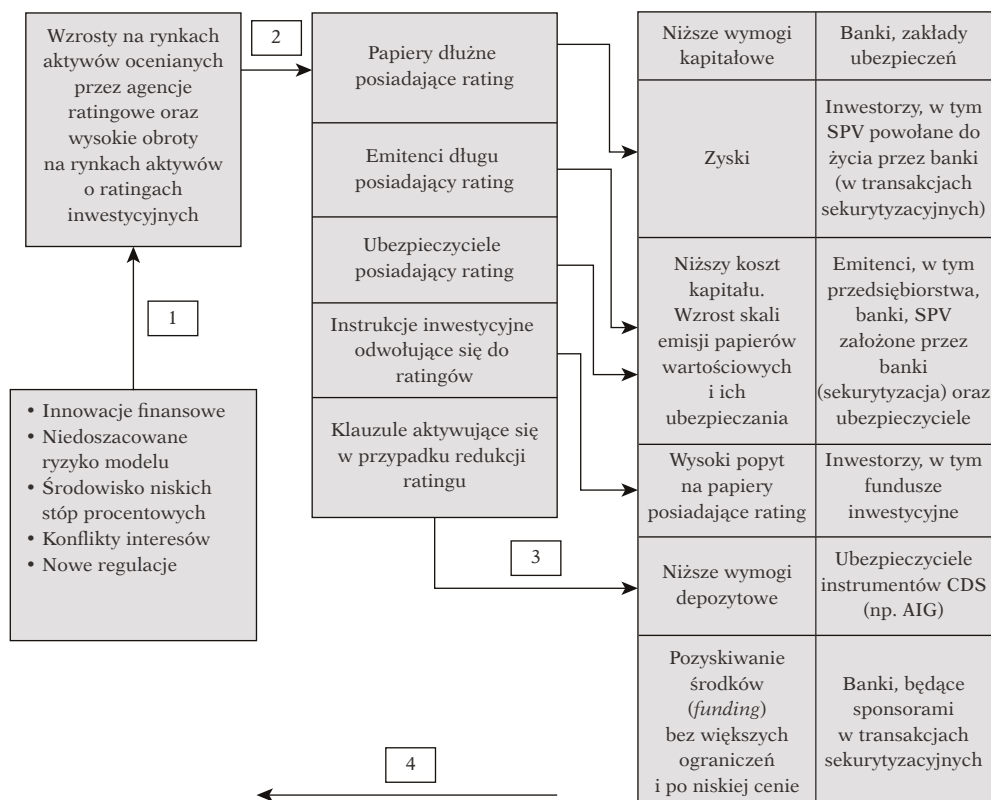 Wzrosty na rynkach
aktywów ocenianych
przez agencje
ratingowe oraz
wysokie obroty
na rynkach aktywów
o ratingach
inwestycyjnych
1
• Innowacje finansowe
• Niedoszacowane
ryzyko modelu
• Środowisko niskich
stóp procentowych
• Konflikty interesów
• Nowe regulacje
2
Papiery dłużne
posiadające rating
Emitenci długu
posiadający rating
Ubezpieczyciele
posiadający rating
Instrukcje inwestycyjne
odwołujące się do
ratingów
Klauzule aktywujące się
w przypadku redukcji
ratingu
3
Niższe wymogi
kapitałowe
Banki, zakłady
ubezpieczeń
Zyski
Inwestorzy, w tym
SPV powołane do
życia przez banki
(w transakcjach
sekurytyzacyjnych)
Niższy koszt
kapitału.
Wzrost skali
emisji papierów
wartościowych
i ich
ubezpieczania
Emitenci, w tym
przedsiębiorstwa,
banki, SPV
założone przez
banki
(sekurytyzacja) oraz
ubezpieczyciele
Wysoki popyt
na papiery
posiadające rating
Inwestorzy, w tym
fundusze
inwestycyjne
Niższe wymogi
depozytowe
Ubezpieczyciele
instrumentów CDS
(np. AIG)
Pozyskiwanie
środków
(funding)
bez większych
ograniczeń
i po niskiej cenie
Banki, będące
sponsorami
w transakcjach
sekurytyzacyjnych
4